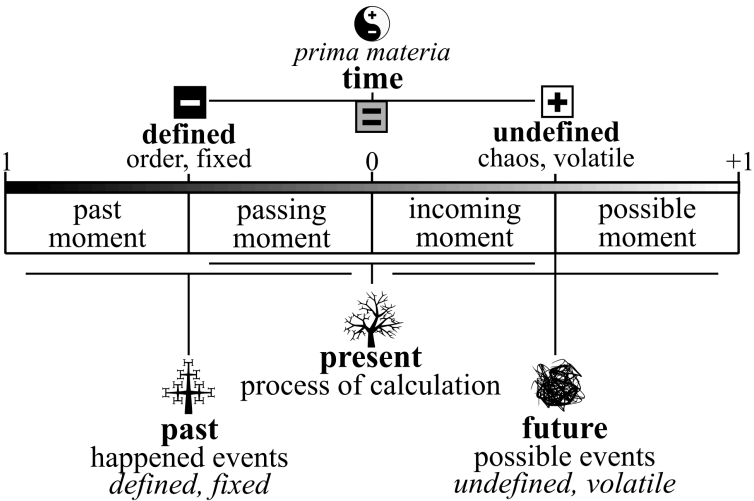 prima materia
time
defined
order, fixed
undefined
chaos, volatile
1
0
+1
past
moment
passing
moment
incoming
moment
possible
moment
present
process of calculation
past
happened events
defined, fixed
future
possible events
undefined, volatile